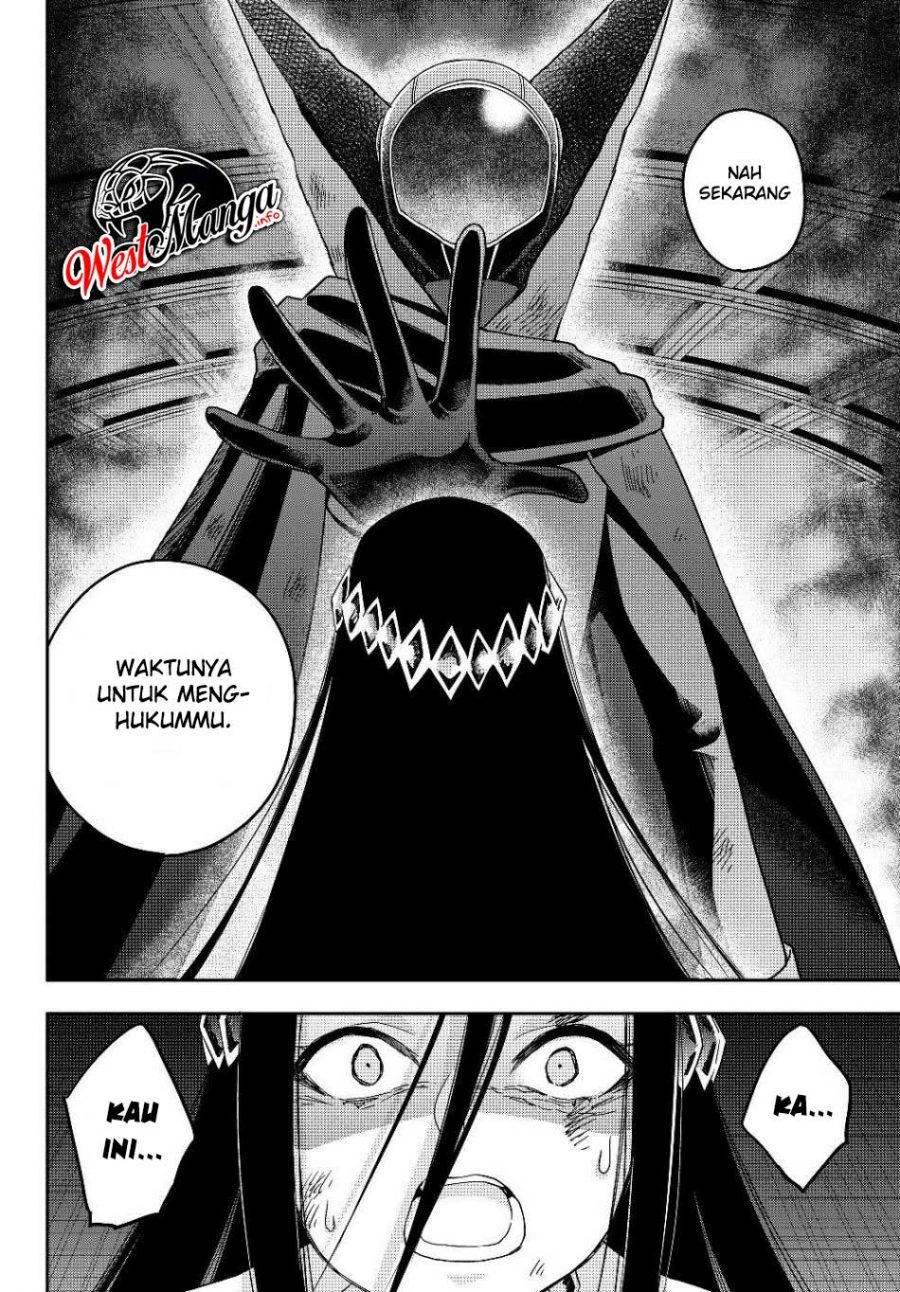 NAH
SEKARANG
WestManga
.info
WAKTUNYA
UNTUK MENG-
HUKUMMU.
KA...
KAU
INI...